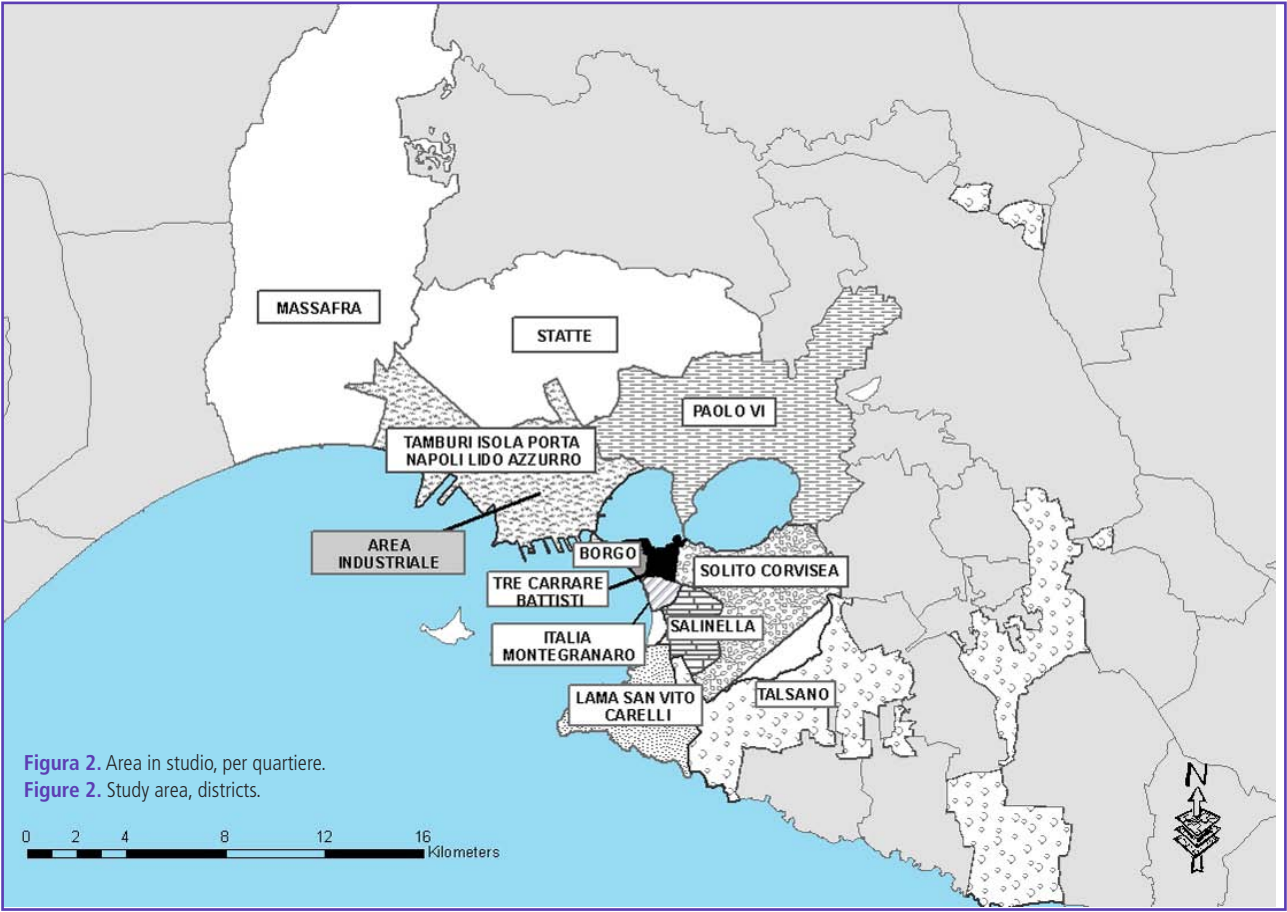 MASSAFRA
STATTE
PAOLO VI
TAMBURI ISOLA PORTA
NAPOLI LIDO AZZURRO
AREA
INDUSTRIALE
BORGO
SOLITO CORVISEA
TRE CARRARE
BATTISTI
SALINELLA
ITALIA
MONTEGRANARO
LAMA SAN VITO
CARELLI
TALSANO
Figura 2. Area in studio, per quartiere.
Figure 2. Study area, districts.
N
0 2 4 8 12 16
Kilometers